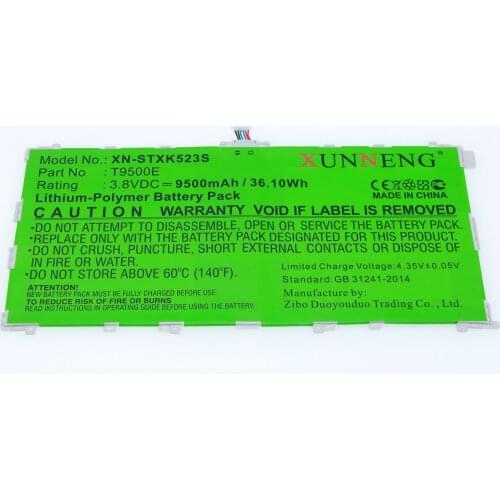 Model No.: XN-STXK523S
XUNNENG
Part No : T9500E
Rating : 3.8VDC 9500mAh / 36.10Wh
Lithium-Polymer Battery Pack
CE
MADE IN CHINA
CAUTION WARRANTY VOID IF LABEL IS REMOVED
•DO NOT ATTEMPT TO DISASSEMBLE, OPEN OR SERVICE THE BATTERY PACK.
•REPLACE ONLY WITH THE CORRECT BATTERY FOR YOUR EQUIPMENT.
•DO NOT CRUSH, PUNCTURE, SHORT CIRCUIT EXTERNAL CONTACTS, OR DISPOSE OF
IN FIRE OR WATER.
•DO NOT STORE ABOVE 60°C (140°F).
Limited Charge Voltage:4.35V±0.05V
Standard:GB 31241-2014
Manufacture by:
Zibo Duoyouduo Trading Co., Ltd.
ATTENTION:
NEW BATTERY PACK MUST BE FULLY CHARGED BEFORE USE.
TO REDUCE RISK OF FIRE OR BURNS,
READ INSTRUCTIONS IN OPERATING GUIDE BEFORE USING THE BATTERY.